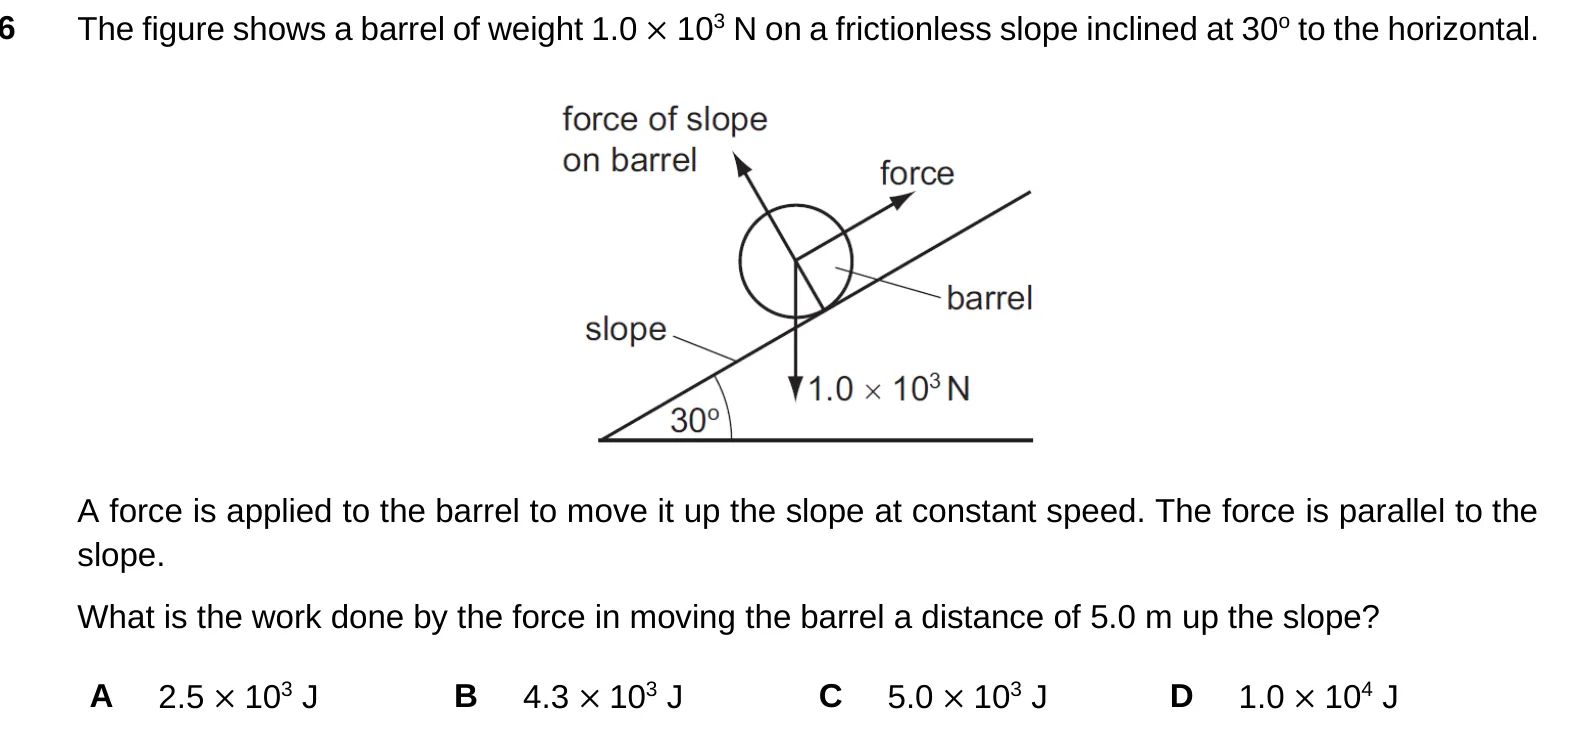 6 The figure shows a barrel of weight 1.0 × 10³ N on a frictionless slope inclined at 30º to the horizontal.
force of slope
on barrel
force
barrel
slope
1.0 × 10³ N
30º
A force is applied to the barrel to move it up the slope at constant speed. The force is parallel to the
slope.
What is the work done by the force in moving the barrel a distance of 5.0 m up the slope?
A 2.5 × 10³ J B 4.3 × 10³ J C 5.0 × 10³ J D 1.0 × 10⁴ J